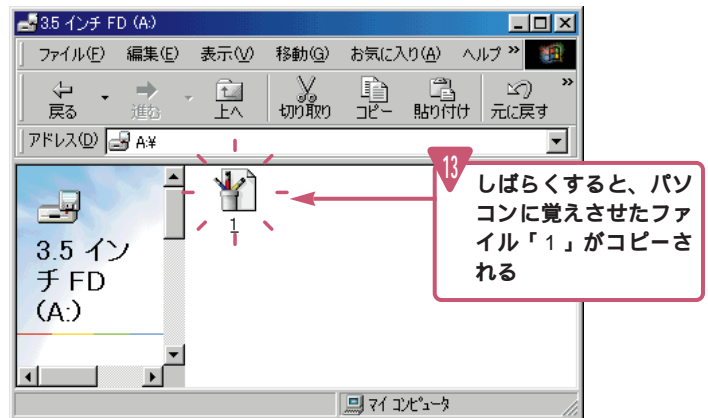 3.5 インチ FD (A:)
ファイル(F) 編集(E) 表示(V) 移動(G) お気に入り(A) ヘルプ »
戻る 進む 上へ 切り取り コピー 貼り付け 元に戻す »
アドレス(D) A:¥
13
しばらくすると、パソ
コンに覚えさせたファ
イル「1」がコピーさ
れる
1
3.5 イン
チ FD
(A:)
マイ コンピュータ